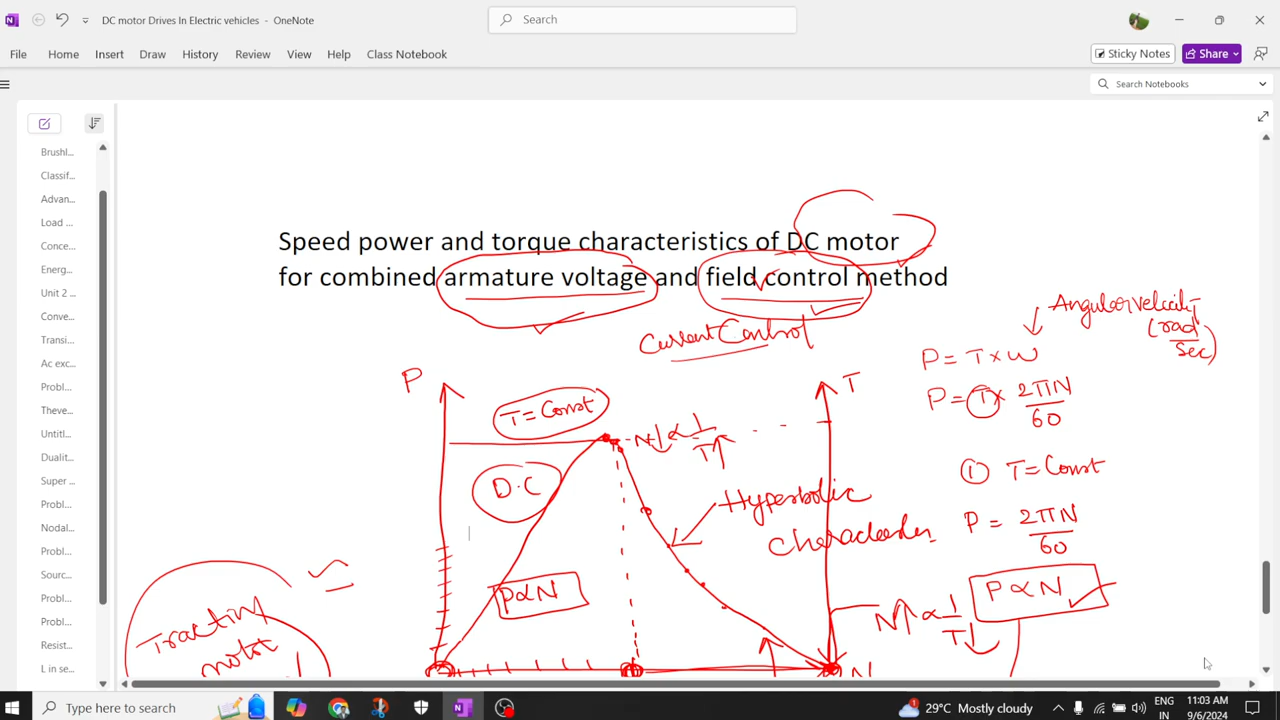 DC motor Drives In Electric vehicles - OneNote
Search
File Home Insert Draw History Review View Help Class Notebook
Sticky Notes
Share
Search Notebooks
Brushl...
Classif...
Advan...
Load ...
Conce...
Energ...
Unit 2 ...
Conve...
Transi...
Ac exc...
Probl...
Theve...
Untitl...
Duality...
Super ...
Probl...
Nodal...
Probl...
Sourc...
Probl...
Probl...
Resist...
L in se...
Speed power and torque characteristics of DC motor
for combined armature voltage and field control method
Current Control
Angular velocity
(rad
Sec)
P = T × ω
P = T × 2πN
60
① T = Const
P = 2πN
60
P ∝ N
P
T = Const
T
N↓ ∝ 1
T↑
D.C
Hyperbolic
P ∝ N
N↑ ∝ 1
T↓
N
Tracting
motor
Type here to search
29°C Mostly cloudy
ENG
IN
11:03 AM
9/6/2024